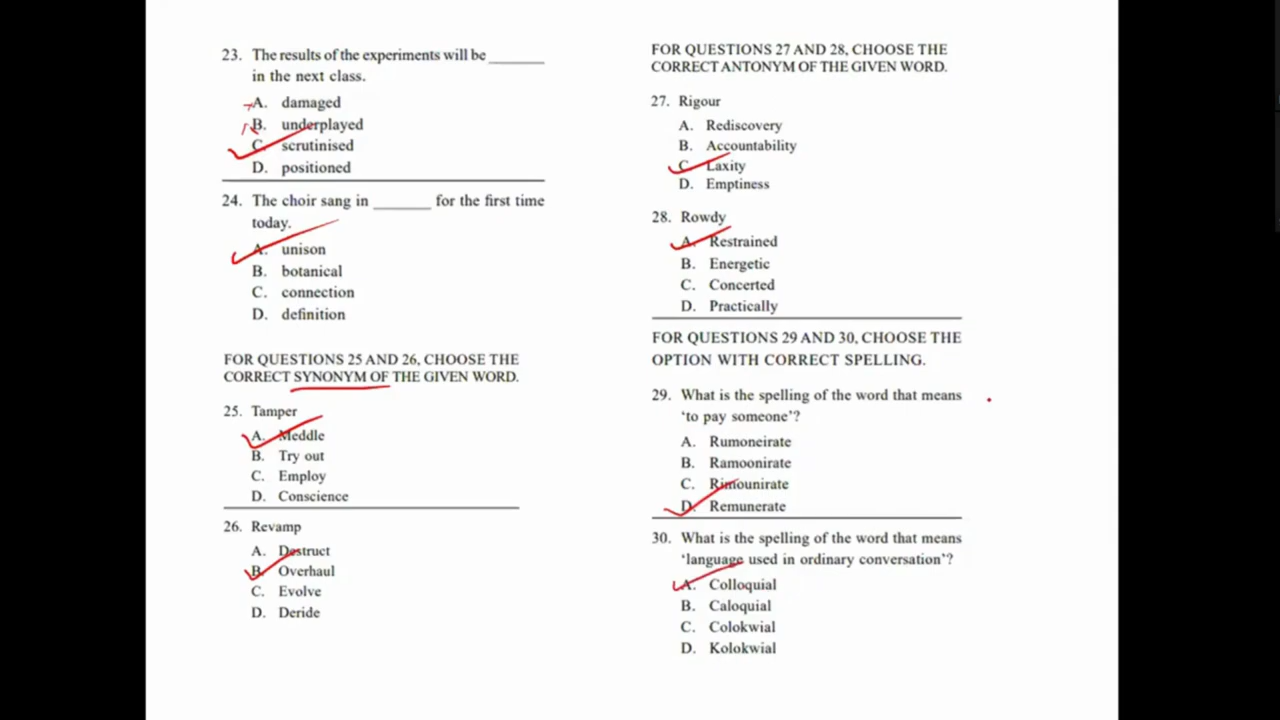 23. The results of the experiments will be ______
in the next class.
A. damaged
B. underplayed
C. scrutinised
D. positioned
24. The choir sang in ______ for the first time
today.
A. unison
B. botanical
C. connection
D. definition
FOR QUESTIONS 25 AND 26, CHOOSE THE
CORRECT SYNONYM OF THE GIVEN WORD.
25. Tamper
A. Meddle
B. Try out
C. Employ
D. Conscience
26. Revamp
A. Destruct
B. Overhaul
C. Evolve
D. Deride
FOR QUESTIONS 27 AND 28, CHOOSE THE
CORRECT ANTONYM OF THE GIVEN WORD.
27. Rigour
A. Rediscovery
B. Accountability
C. Laxity
D. Emptiness
28. Rowdy
A. Restrained
B. Energetic
C. Concerted
D. Practically
FOR QUESTIONS 29 AND 30, CHOOSE THE
OPTION WITH CORRECT SPELLING.
29. What is the spelling of the word that means
‘to pay someone’?
A. Rumoneirate
B. Ramoonirate
C. Rimounirate
D. Remunerate
30. What is the spelling of the word that means
‘language used in ordinary conversation’?
A. Colloquial
B. Caloquial
C. Colokwial
D. Kolokwial